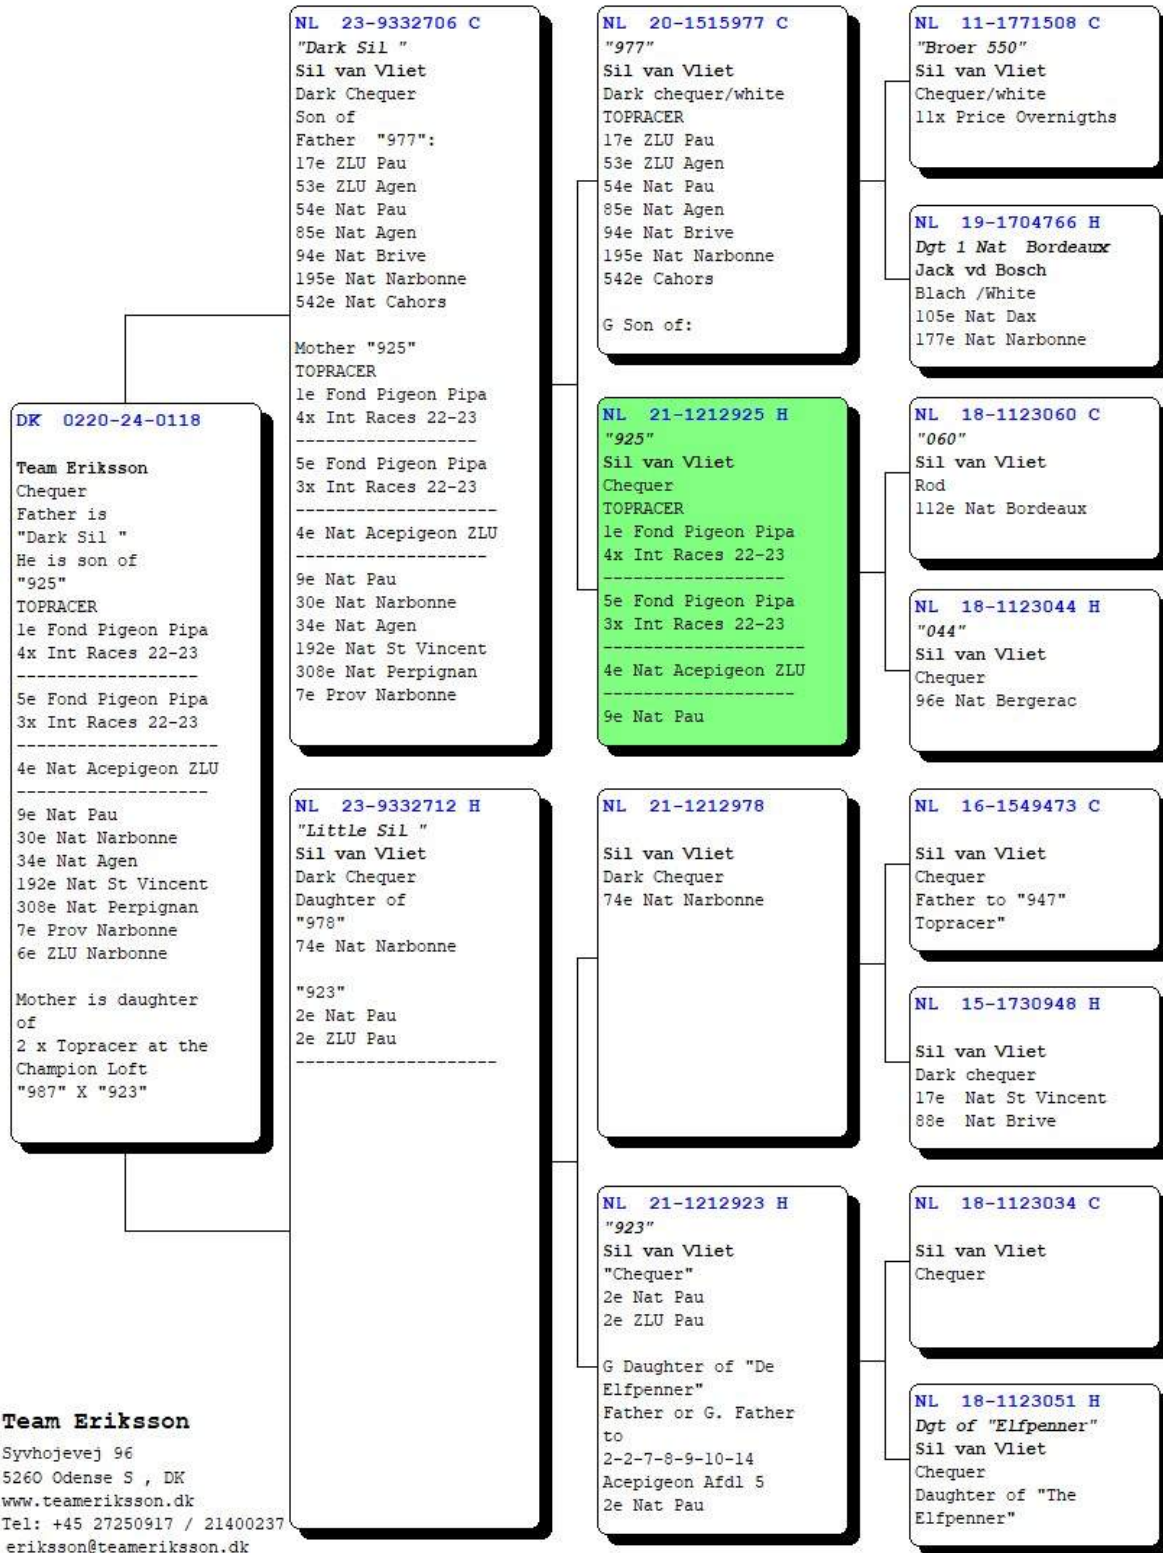 DK  0220-24-0118
Team Eriksson
Chequer
Father is
"Dark Sil "
He is son of
"925"
TOPRACER
1e Fond Pigeon Pipa
4x Int Races 22-23
------------------
5e Fond Pigeon Pipa
3x Int Races 22-23
--------------------
4e Nat Acepigeon ZLU
-------------------
9e Nat Pau
30e Nat Narbonne
34e Nat Agen
192e Nat St Vincent
308e Nat Perpignan
7e Prov Narbonne
6e ZLU Narbonne
Mother is daughter
of
2 x Topracer at the
Champion Loft
"987" X "923"
NL  23-9332706 C
"Dark Sil "
Sil van Vliet
Dark Chequer
Son of
Father  "977":
17e ZLU Pau
53e ZLU Agen
54e Nat Pau
85e Nat Agen
94e Nat Brive
195e Nat Narbonne
542e Nat Cahors
Mother "925"
TOPRACER
1e Fond Pigeon Pipa
4x Int Races 22-23
------------------
5e Fond Pigeon Pipa
3x Int Races 22-23
--------------------
4e Nat Acepigeon ZLU
-------------------
9e Nat Pau
30e Nat Narbonne
34e Nat Agen
192e Nat St Vincent
308e Nat Perpignan
7e Prov Narbonne
NL  23-9332712 H
"Little Sil "
Sil van Vliet
Dark Chequer
Daughter of
"978"
74e Nat Narbonne
"923"
2e Nat Pau
2e ZLU Pau
--------------------
NL  20-1515977 C
"977"
Sil van Vliet
Dark chequer/white
TOPRACER
17e ZLU Pau
53e ZLU Agen
54e Nat Pau
85e Nat Agen
94e Nat Brive
195e Nat Narbonne
542e Cahors
G Son of:
NL  21-1212925 H
"925"
Sil van Vliet
Chequer
TOPRACER
1e Fond Pigeon Pipa
4x Int Races 22-23
------------------
5e Fond Pigeon Pipa
3x Int Races 22-23
--------------------
4e Nat Acepigeon ZLU
-------------------
9e Nat Pau
NL  21-1212978
Sil van Vliet
Dark Chequer
74e Nat Narbonne
NL  21-1212923 H
"923"
Sil van Vliet
"Chequer"
2e Nat Pau
2e ZLU Pau
G Daughter of "De
Elfpenner"
Father or G. Father
to
2-2-7-8-9-10-14
Acepigeon Afdl 5
2e Nat Pau
NL  11-1771508 C
"Broer 550"
Sil van Vliet
Chequer/white
11x Price Overnigths
NL  19-1704766 H
Dgt 1 Nat  Bordeaux
Jack vd Bosch
Blach /White
105e Nat Dax
177e Nat Narbonne
NL  18-1123060 C
"060"
Sil van Vliet
Rod
112e Nat Bordeaux
NL  18-1123044 H
"044"
Sil van Vliet
Chequer
96e Nat Bergerac
NL  16-1549473 C
Sil van Vliet
Chequer
Father to "947"
Topracer"
NL  15-1730948 H
Sil van Vliet
Dark chequer
17e  Nat St Vincent
88e  Nat Brive
NL  18-1123034 C
Sil van Vliet
Chequer
NL  18-1123051 H
Dgt of "Elfpenner"
Sil van Vliet
Chequer
Daughter of "The
Elfpenner"
Team Eriksson
Syvhojevej 96
5260 Odense S , DK
www.teameriksson.dk
Tel: +45 27250917 / 21400237
eriksson@teameriksson.dk